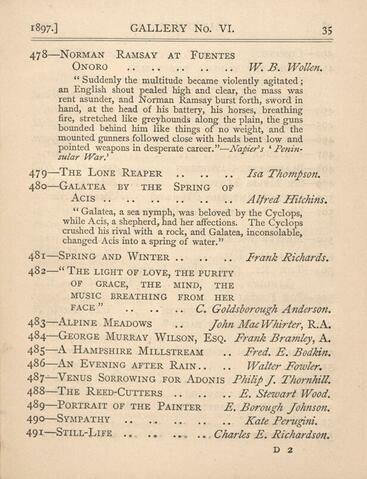 1897.] GALLERY No. VI. 35
478—Norman Ramsay at Fuentes
Onoro .. .. .. .. .. W. B. Wollen.
"Suddenly the multitude became violently agitated;
an English shout pealed high and clear, the mass was
rent asunder, and Norman Ramsay burst forth, sword in
hand, at the head of his battery, his horses, breathing
fire, stretched like greyhounds along the plain, the guns
bounded behind him like things of no weight, and the
mounted gunners followed close with heads bent low and
pointed weapons in desperate career."—Napier's 'Penin-
sular War.'
479—The Lone Reaper .. .. .. Isa Thompson.
480—Galatea by the Spring of
Acis .. .. .. .. .. Alfred Hitchins.
"Galatea, a sea nymph, was beloved by the Cyclops,
while Acis, a shepherd, had her affections. The Cyclops
crushed his rival with a rock, and Galatea, inconsolable,
changed Acis into a spring of water."
481—Spring and Winter .. .. .. Frank Richards.
482—"The light of love, the purity
of grace, the mind, the
music breathing from her
face" .. .. .. C. Goldsborough Anderson.
483—Alpine Meadows .. John MacWhirter, R.A.
484—George Murray Wilson, Esq. Frank Bramley, A.
485—A Hampshire Millstream .. Fred. E. Bodkin.
486—An Evening after Rain .. .. Walter Fowler.
487—Venus Sorrowing for Adonis Philip J. Thornhill.
488—The Reed-Cutters .. .. E. Stewart Wood.
489—Portrait of the Painter E. Borough Johnson.
490—Sympathy .. .. .. .. Kate Perugini.
491—Still-Life .. .. .. .. Charles E. Richardson.
D 2